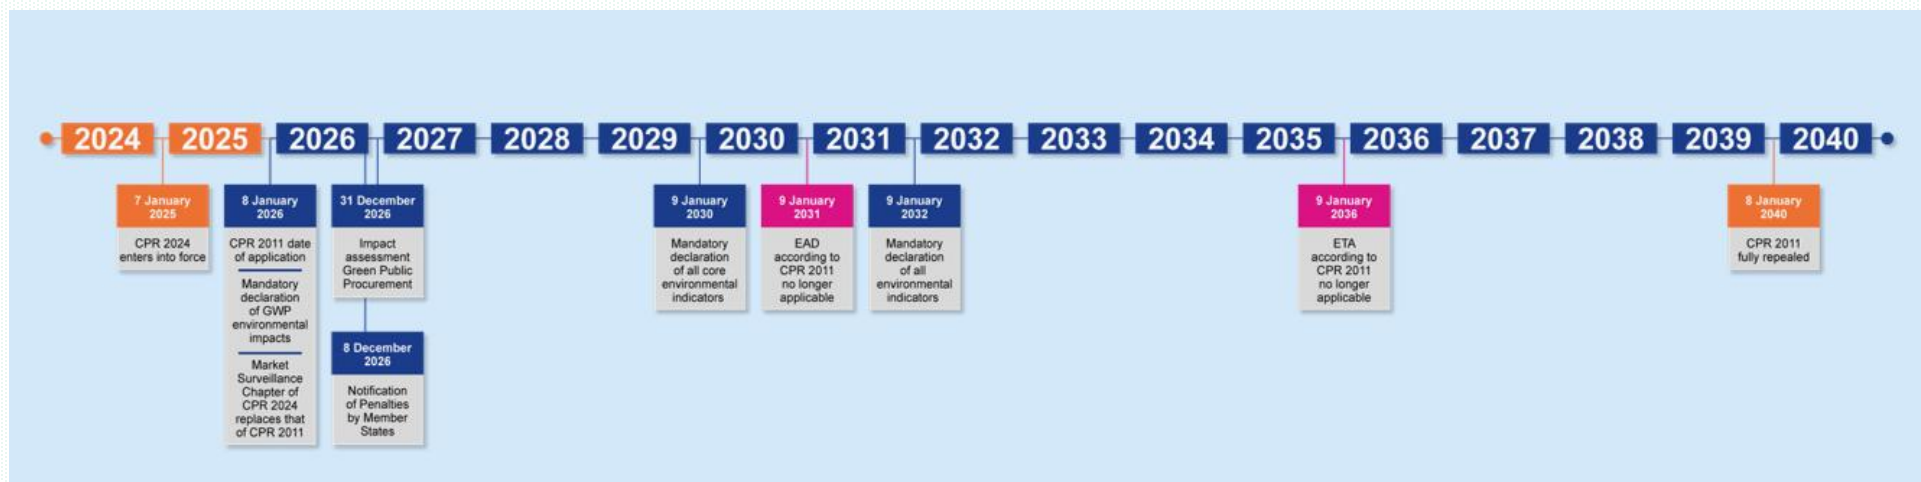 2024 2025 2026 2027 2028 2029 2030 2031 2032 2033 2034 2035 2036 2037 2038 2039 2040
7 January
2025
CPR 2024
enters into force
8 January
2026
CPR 2011 date
of application
Mandatory
declaration
of GWP
environmental
impacts
Market
Surveillance
Chapter of
CPR 2024
replaces that
of CPR 2011
31 December
2026
Impact
assessment
Green Public
Procurement
8 December
2026
Notification
of Penalties
by Member
States
9 January
2030
Mandatory
declaration
of all core
environmental
indicators
9 January
2031
EAD
according to
CPR 2011
no longer
applicable
9 January
2032
Mandatory
declaration
of all
environmental
indicators
9 January
2036
ETA
according to
CPR 2011
no longer
applicable
8 January
2040
CPR 2011
fully repealed